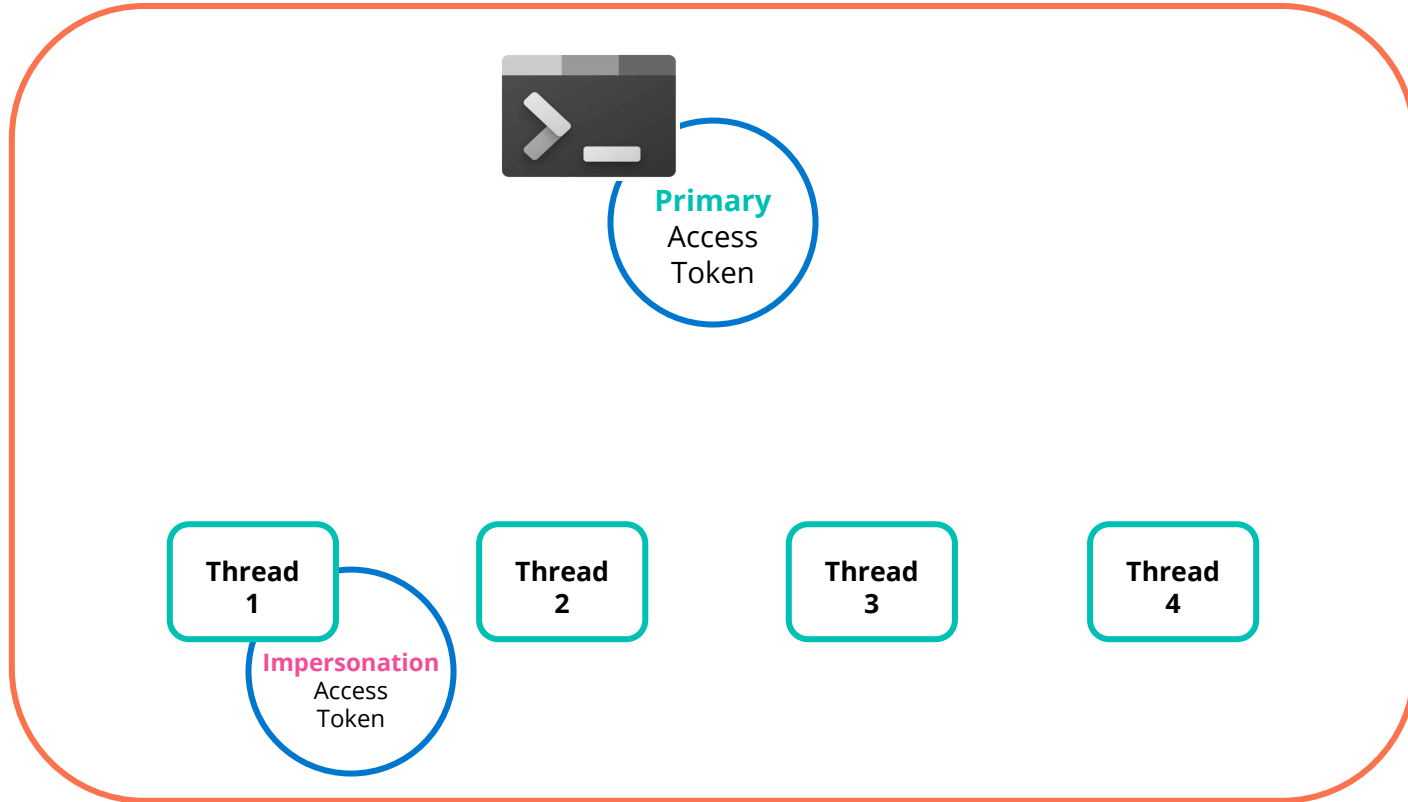 Primary
Access
Token
Thread
1
Thread
2
Thread
3
Thread
4
Impersonation
Access
Token